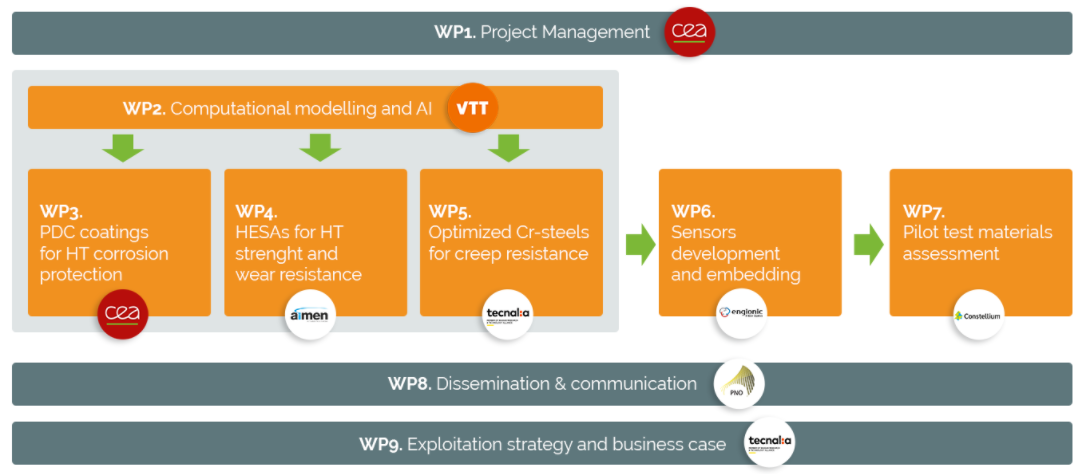 WP1. Project Management
cea
WP2. Computational modelling and AI
VTT
WP3.
PDC coatings
for HT corrosion
protection
cea
WP4.
HESAs for HT
strenght and
wear resistance
aimen
WP5.
Optimized Cr-steels
for creep resistance
tecnalia
WP6.
Sensors
development
and embedding
engionic
WP7.
Pilot test materials
assessment
Constellium
WP8. Dissemination & communication
PNO
WP9. Exploitation strategy and business case
tecnalia